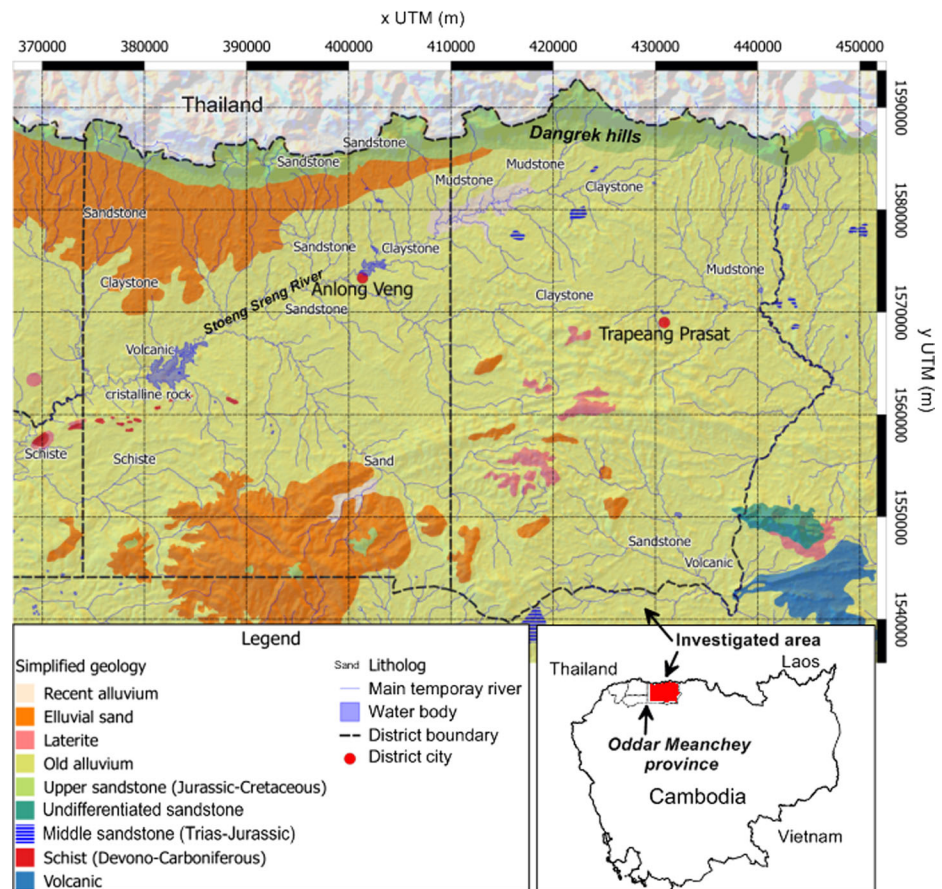 x UTM (m)
370000 380000 390000 400000 410000 420000 430000 440000 450000
Thailand
1590000
Dangrek hills
Sandstone
Sandstone
Mudstone
Mudstone
Claystone
Sandstone
1580000
Sandstone
Claystone
Mudstone
Claystone
Anlong Veng
Claystone
Stoeng Sreng River
Sandstone
1570000
Trapeang Prasat
y UTM (m)
Volcanic
cristalline rock
1560000
Schiste
Schiste
Sand
1550000
Sandstone
Volcanic
1540000
Legend
Simplified geology
Recent alluvium
Elluvial sand
Laterite
Old alluvium
Upper sandstone (Jurassic-Cretaceous)
Undifferentiated sandstone
Middle sandstone (Trias-Jurassic)
Schist (Devono-Carboniferous)
Volcanic
Sand Litholog
Main temporay river
Water body
District boundary
District city
Investigated area
Thailand
Laos
Oddar Meanchey
province
Cambodia
Vietnam